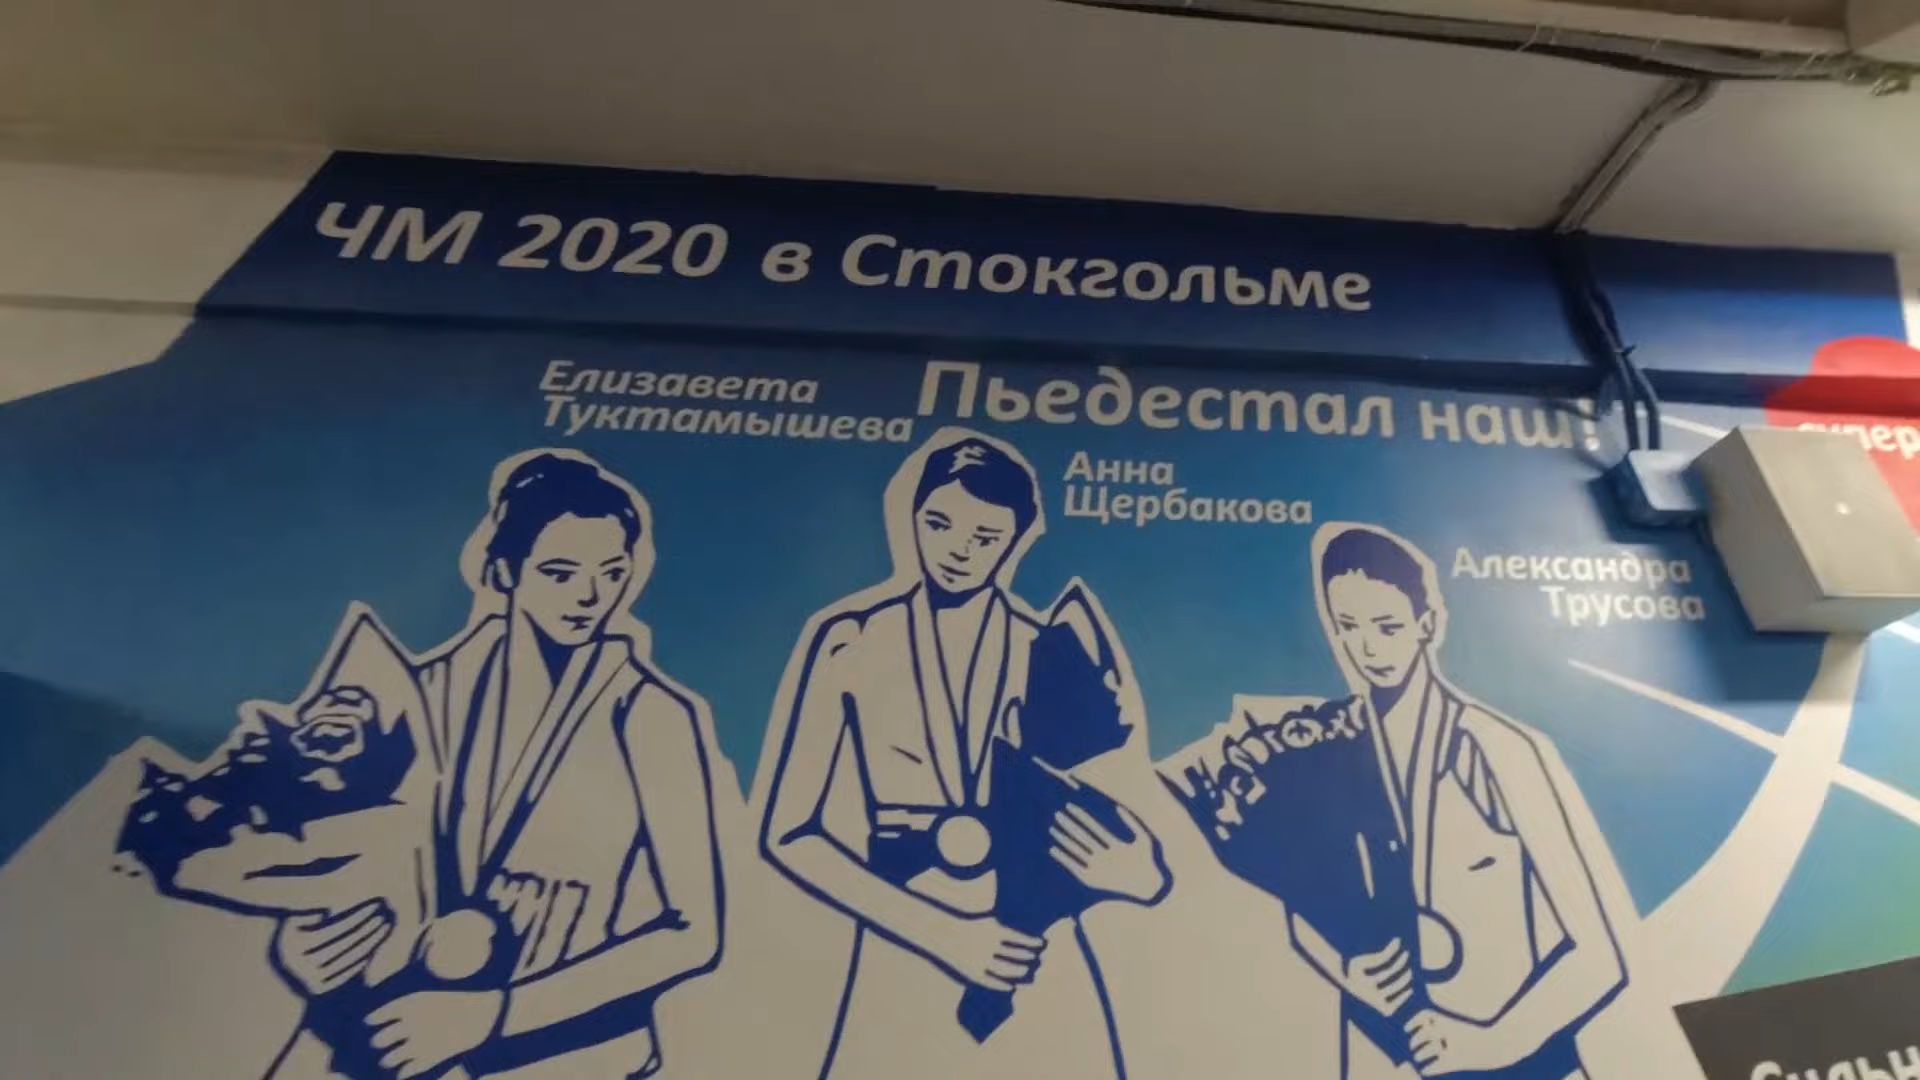 ЧМ 2020 в Стокгольме
Пьедестал наш!
Елизавета
Туктамышева
Анна
Щербакова
Александра
Трусова